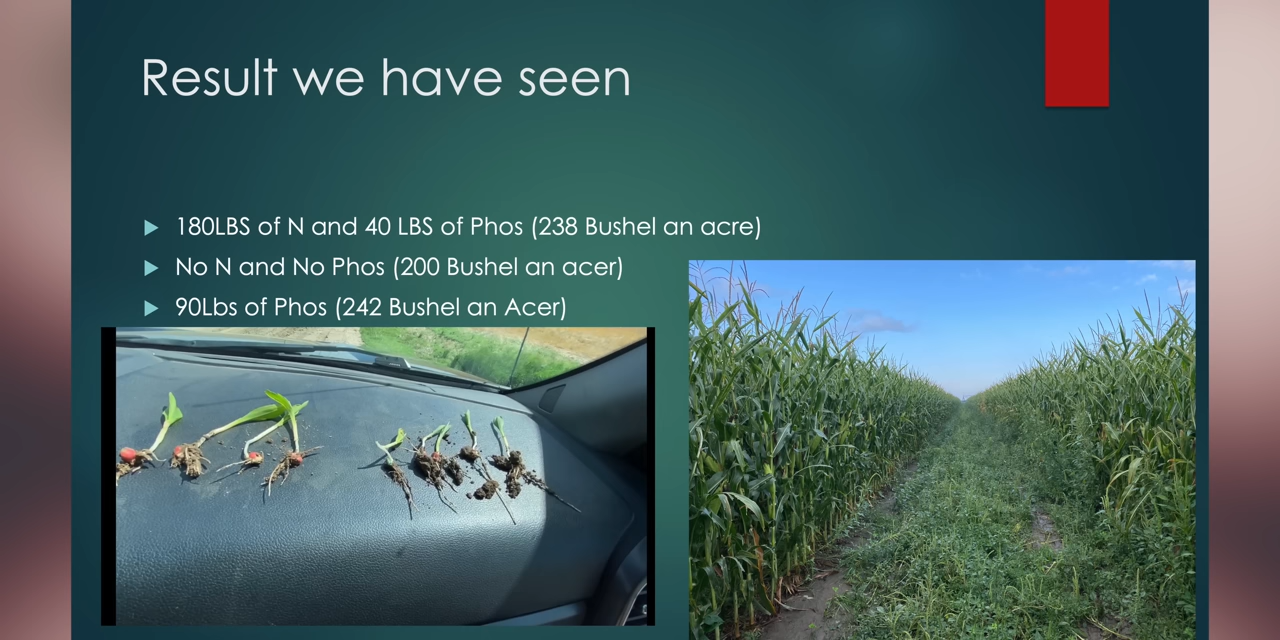 Result we have seen
180LBS of N and 40 LBS of Phos (238 Bushel an acre)
No N and No Phos (200 Bushel an acer)
90Lbs of Phos (242 Bushel an Acer)